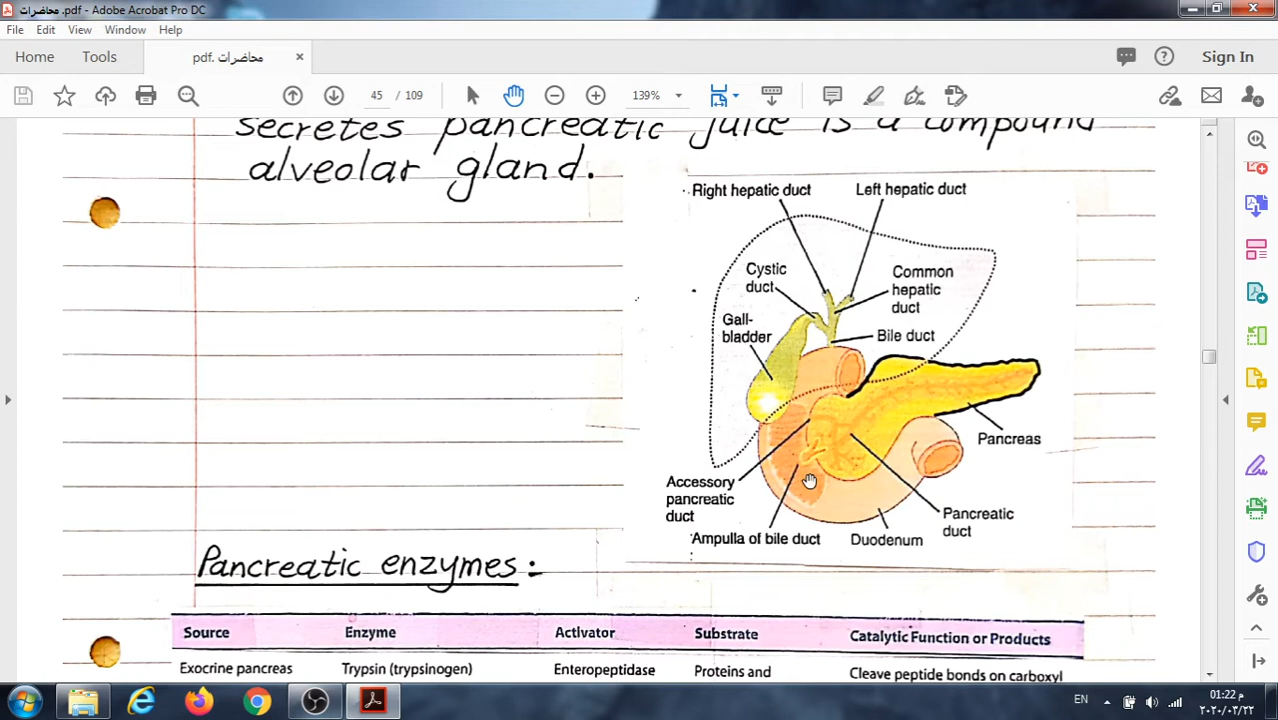 محاضرات .pdf - Adobe Acrobat Pro DC
File Edit View Window Help
Home Tools محاضرات .pdf Sign In
45 / 109 139%
secretes pancreatic juice is a compound
alveolar gland.
Right hepatic duct
Left hepatic duct
Cystic
duct
Common
hepatic
duct
Gall-
bladder
Bile duct
Pancreas
Accessory
pancreatic
duct
Pancreatic
duct
Ampulla of bile duct
Duodenum
Pancreatic enzymes :
Source Enzyme Activator Substrate Catalytic Function or Products
Exocrine pancreas Trypsin (trypsinogen) Enteropeptidase Proteins and Cleave peptide bonds on carboxyl
EN
01:22 م
٢٠٢٠/٠٣/٢٢